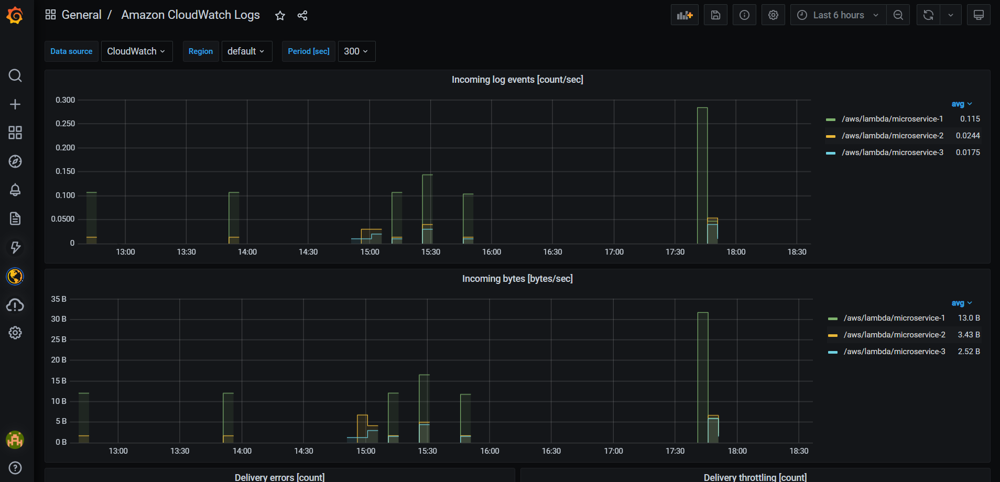 General / Amazon CloudWatch Logs
Last 6 hours
Data source CloudWatch Region default Period [sec] 300
Incoming log events [count/sec]
0.300
0.250
0.200
0.150
0.100
0.0500
0
13:00 13:30 14:00 14:30 15:00 15:30 16:00 16:30 17:00 17:30 18:00 18:30
avg
/aws/lambda/microservice-1 0.115
/aws/lambda/microservice-2 0.0244
/aws/lambda/microservice-3 0.0175
Incoming bytes [bytes/sec]
35 B
30 B
25 B
20 B
15 B
10 B
5 B
0 B
13:00 13:30 14:00 14:30 15:00 15:30 16:00 16:30 17:00 17:30 18:00 18:30
avg
/aws/lambda/microservice-1 13.0 B
/aws/lambda/microservice-2 3.43 B
/aws/lambda/microservice-3 2.52 B
Delivery errors [count] Delivery throttling [count]